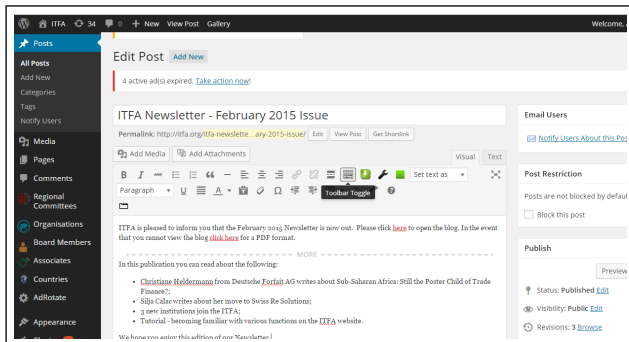 ITFA 34 0 + New View Post Gallery Welcome,
Posts
All Posts
Add New
Categories
Tags
Notify Users
Media
Pages
Comments
Regional
Committees
Organisations
Board Members
Associates
Countries
AdRotate
Appearance
Edit Post Add New
4 active ad(s) expired. Take action now!
ITFA Newsletter - February 2015 Issue
Permalink: http://itfa.org/itfa-newslette...ary-2015-issue/ Edit View Post Get Shortlink
Add Media Add Attachments Visual Text
B I ABC Set text as
Paragraph U A Ω
Toolbar Toggle
ITFA is pleased to inform you that the February 2015 Newsletter is now out. Please click here to open the blog. In the event
that you cannot view the blog click here for a PDF format.
MORE
In this publication you can read about the following:
Christiane Heldermann from Deutsche Forfait AG writes about Sub-Saharan Africa: Still the Poster Child of Trade
Finance?;
Silja Calac writes about her move to Swiss Re Solutions;
3 new institutions join the ITFA;
Tutorial - becoming familiar with various functions on the ITFA website.
We hope you enjoy this edition of our Newsletter.
Email Users
Notify Users About this Pos
Post Restriction
Posts are not blocked by defaul
Block this post
Publish
Preview
Status: Published Edit
Visibility: Public Edit
Revisions: 3 Browse